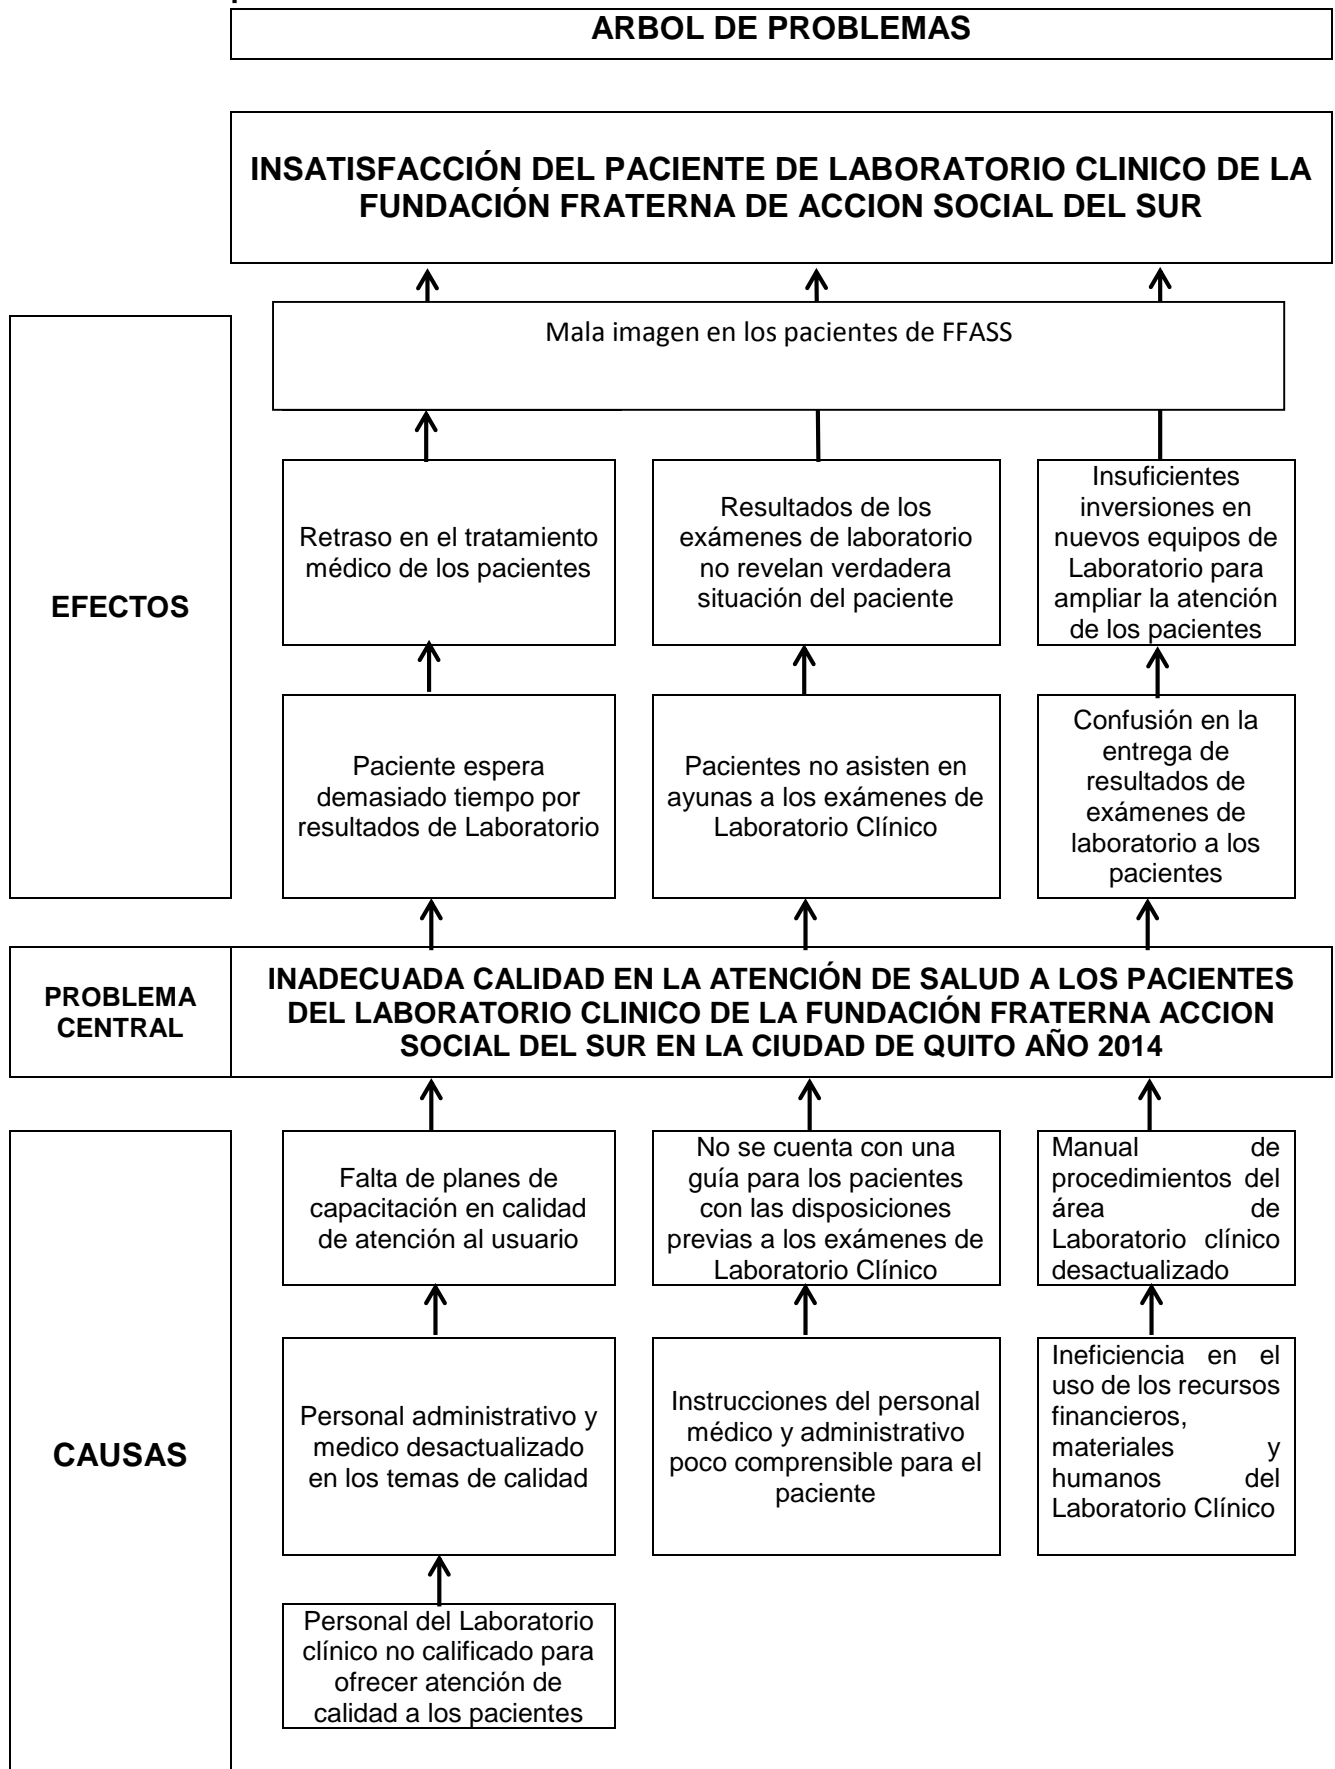 ARBOL DE PROBLEMAS
INSATISFACCIÓN DEL PACIENTE DE LABORATORIO CLINICO DE LA
FUNDACIÓN FRATERNA DE ACCION SOCIAL DEL SUR
Mala imagen en los pacientes de FFASS
EFECTOS
Retraso en el tratamiento
médico de los pacientes
Resultados de los
exámenes de laboratorio
no revelan verdadera
situación del paciente
Insuficientes
inversiones en
nuevos equipos de
Laboratorio para
ampliar la atención
de los pacientes
Paciente espera
demasiado tiempo por
resultados de Laboratorio
Pacientes no asisten en
ayunas a los exámenes de
Laboratorio Clínico
Confusión en la
entrega de
resultados de
exámenes de
laboratorio a los
pacientes
PROBLEMA
CENTRAL
INADECUADA CALIDAD EN LA ATENCIÓN DE SALUD A LOS PACIENTES
DEL LABORATORIO CLINICO DE LA FUNDACIÓN FRATERNA ACCION
SOCIAL DEL SUR EN LA CIUDAD DE QUITO AÑO 2014
CAUSAS
Falta de planes de
capacitación en calidad
de atención al usuario
No se cuenta con una
guía para los pacientes
con las disposiciones
previas a los exámenes de
Laboratorio Clínico
Manual de
procedimientos del
área de
Laboratorio clínico
desactualizado
Personal administrativo y
medico desactualizado
en los temas de calidad
Instrucciones del personal
médico y administrativo
poco comprensible para el
paciente
Ineficiencia en el
uso de los recursos
financieros,
materiales y
humanos del
Laboratorio Clínico
Personal del Laboratorio
clínico no calificado para
ofrecer atención de
calidad a los pacientes